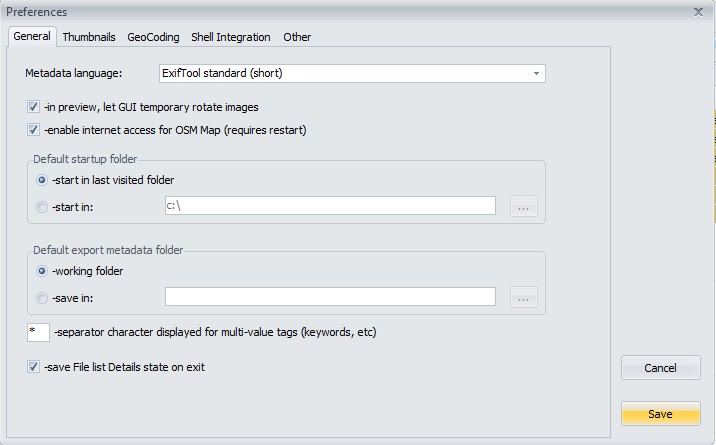 Preferences
General Thumbnails GeoCoding Shell Integration Other
Metadata language: ExifTool standard (short)
-in preview, let GUI temporary rotate images
-enable internet access for OSM Map (requires restart)
Default startup folder
-start in last visited folder
-start in: c:\ ...
Default export metadata folder
-working folder
-save in: ...
* -separator character displayed for multi-value tags (keywords, etc)
-save File list Details state on exit
Cancel
Save